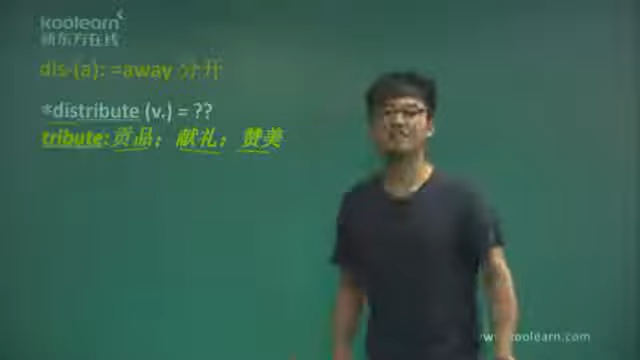 koolearn
新东方在线
dis-(a): =away 分开
*distribute (v.) = ??
tribute:贡品；献礼；赞美
www.koolearn.com